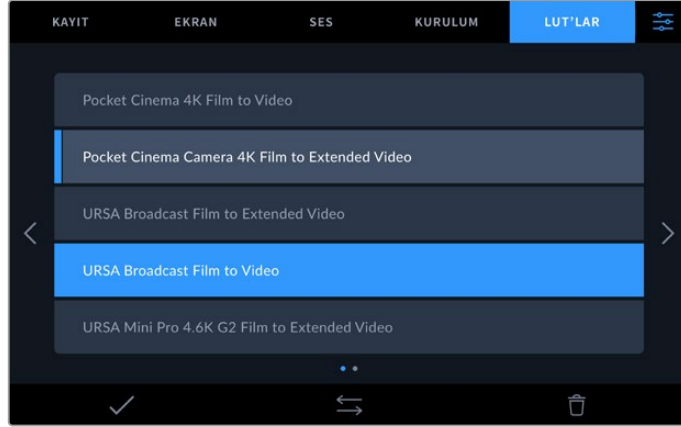 KAYIT EKRAN SES KURULUM LUT’LAR
Pocket Cinema 4K Film to Video
Pocket Cinema Camera 4K Film to Extended Video
URSA Broadcast Film to Extended Video
URSA Broadcast Film to Video
URSA Mini Pro 4.6K G2 Film to Extended Video